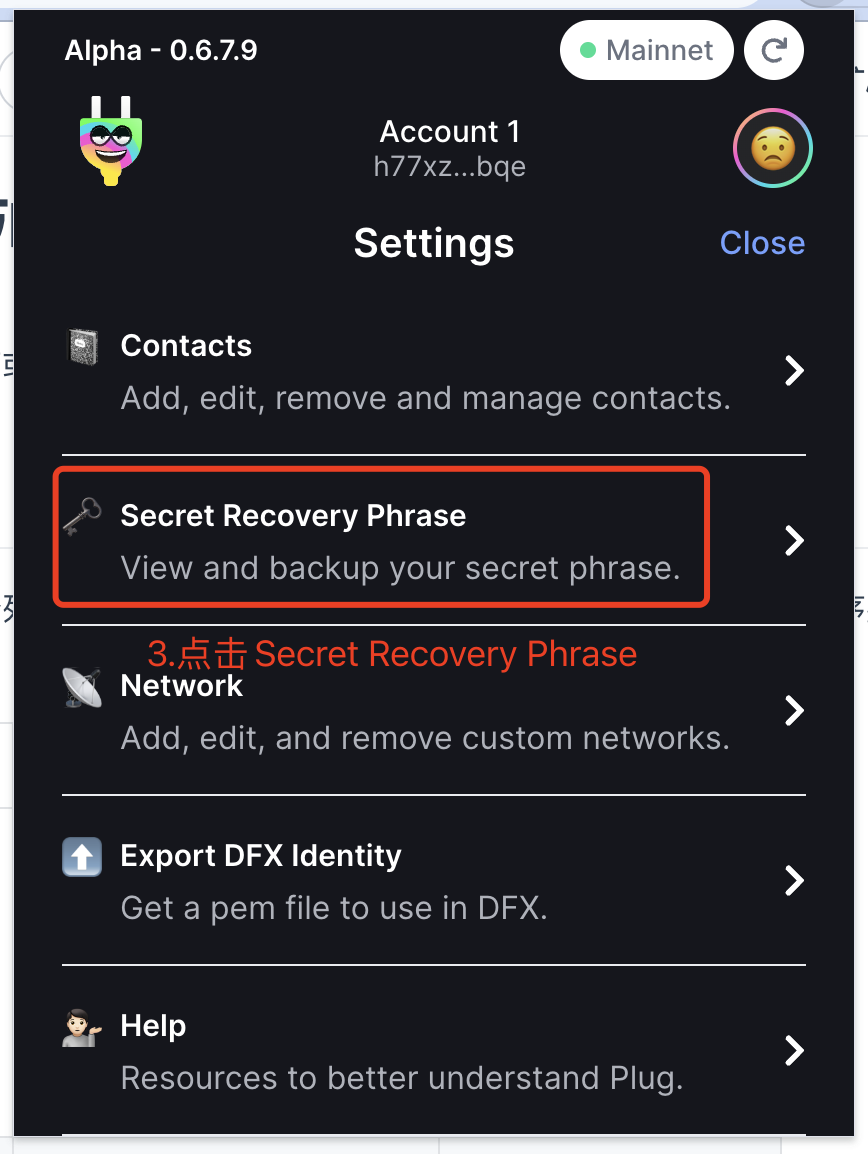 Alpha - 0.6.7.9
Mainnet
Account 1
h77xz...bqe
Settings
Close
Contacts
Add, edit, remove and manage contacts.
Secret Recovery Phrase
View and backup your secret phrase.
3.点击 Secret Recovery Phrase
Network
Add, edit, and remove custom networks.
Export DFX Identity
Get a pem file to use in DFX.
Help
Resources to better understand Plug.